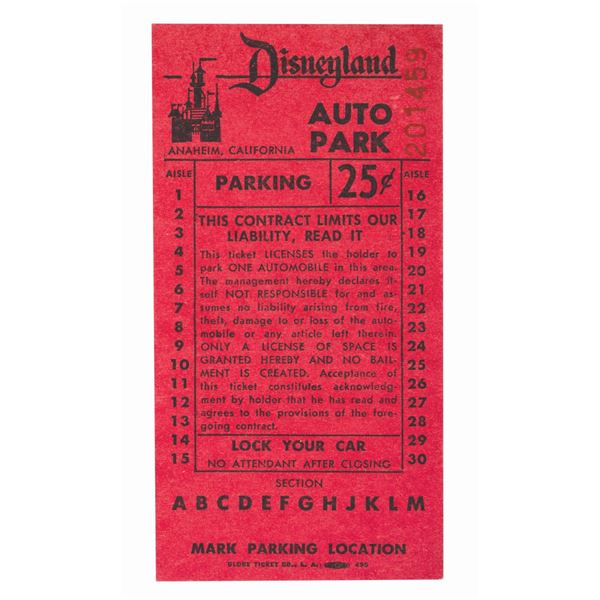 Disneyland
AUTO
PARK
201459
ANAHEIM, CALIFORNIA
AISLE
PARKING
25¢
AISLE
1
2
3
4
5
6
7
8
9
10
11
12
13
14
15
THIS CONTRACT LIMITS OUR
LIABILITY, READ IT
This ticket LICENSES the holder to
park ONE AUTOMOBILE in this area.
The management hereby declares it-
self NOT RESPONSIBLE for and as-
sumes no liability arising from fire,
theft, damage to or loss of the auto-
mobile or any article left therein.
ONLY A LICENSE OF SPACE IS
GRANTED HEREBY AND NO BAIL-
MENT IS CREATED. Acceptance of
this ticket constitutes acknowledg-
ment by holder that he has read and
agrees to the provisions of the fore-
going contract.
LOCK YOUR CAR
NO ATTENDANT AFTER CLOSING
16
17
18
19
20
21
22
23
24
25
26
27
28
29
30
SECTION
A B C D E F G H J K L M
MARK PARKING LOCATION
GLOBE TICKET CO., L. A. 495